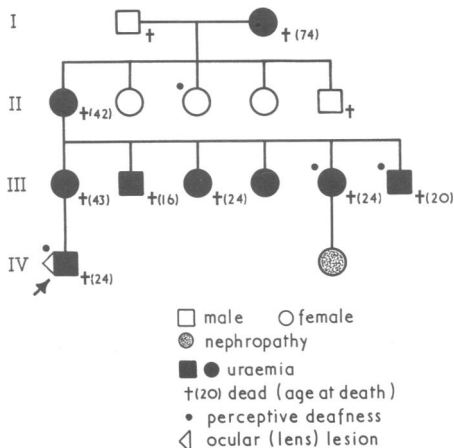 I
† †(74)
II
†(42) †
III
†(43) †(16) †(24) †(24) †(20)
IV
†(24)
male female
nephropathy
uraemia
†(20) dead (age at death)
• perceptive deafness
ocular (lens) lesion